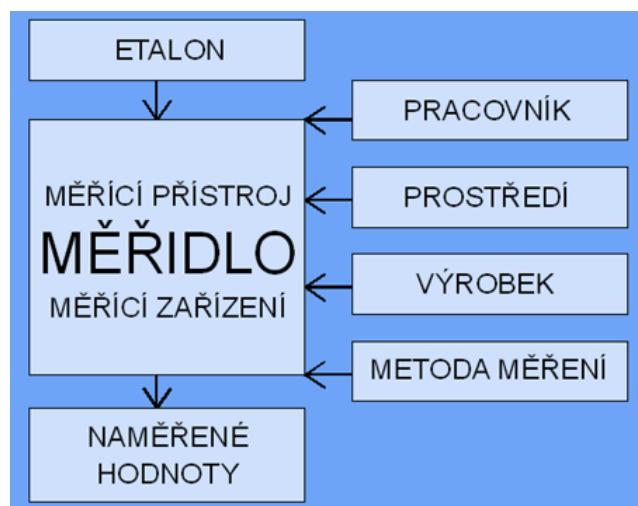 ETALON
PRACOVNÍK
MĚŘÍCÍ PŘÍSTROJ
PROSTŘEDÍ
MĚŘIDLO
VÝROBEK
MĚŘÍCÍ ZAŘÍZENÍ
METODA MĚŘENÍ
NAMĚŘENÉ
HODNOTY